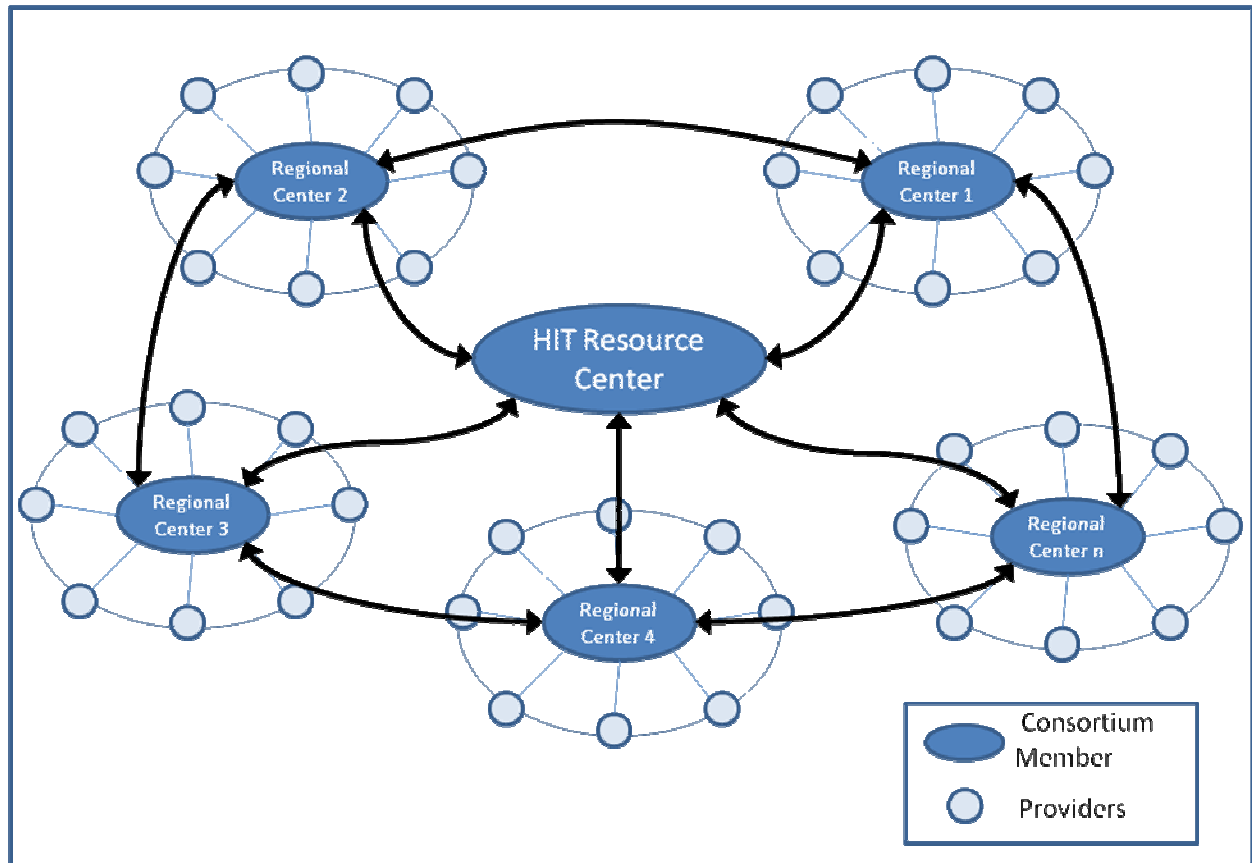 Regional
Center 2
Regional
Center 1
HIT Resource
Center
Regional
Center 3
Regional
Center 4
Regional
Center n
Consortium
Member
Providers